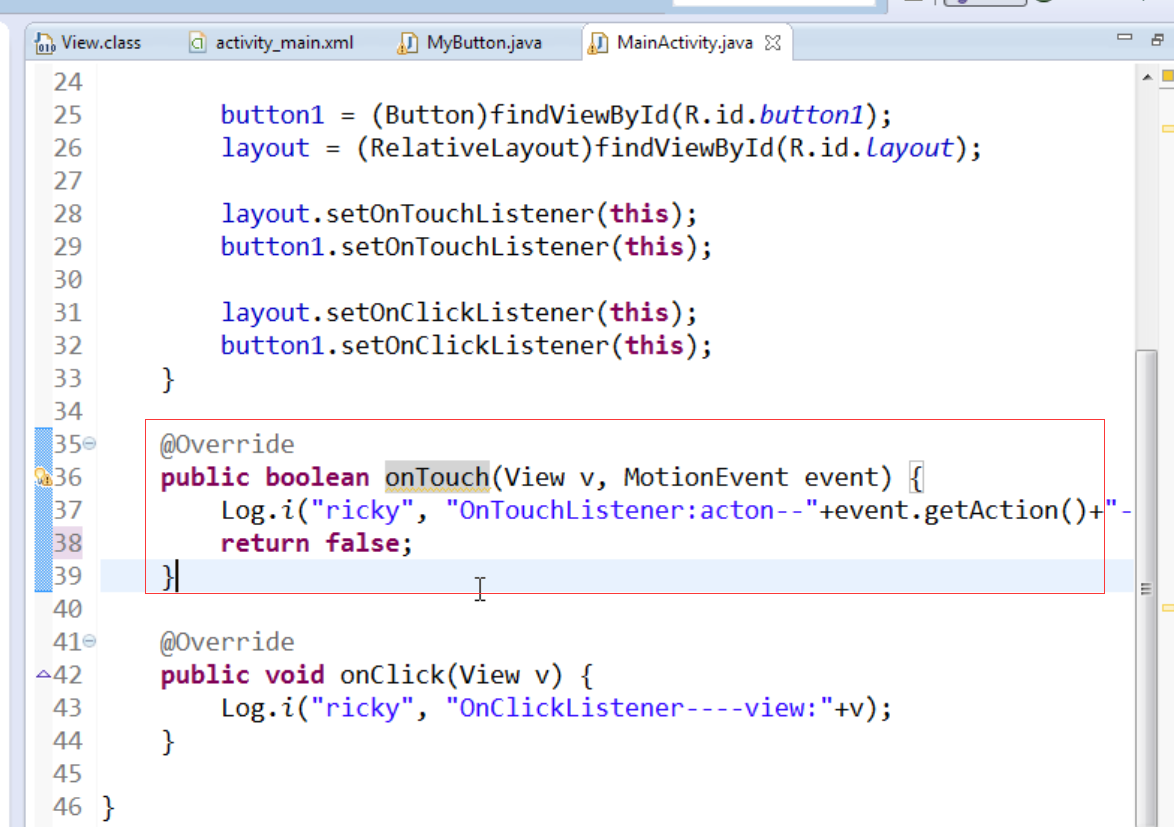 View.class activity_main.xml MyButton.java MainActivity.java
24
25 button1 = (Button)findViewById(R.id.button1);
26 layout = (RelativeLayout)findViewById(R.id.layout);
27
28 layout.setOnTouchListener(this);
29 button1.setOnTouchListener(this);
30
31 layout.setOnClickListener(this);
32 button1.setOnClickListener(this);
33 }
34
35 @Override
36 public boolean onTouch(View v, MotionEvent event) {
37 Log.i("ricky", "OnTouchListener:acton--"+event.getAction()+"-
38 return false;
39 }
40
41 @Override
42 public void onClick(View v) {
43 Log.i("ricky", "OnClickListener----view:"+v);
44 }
45
46 }